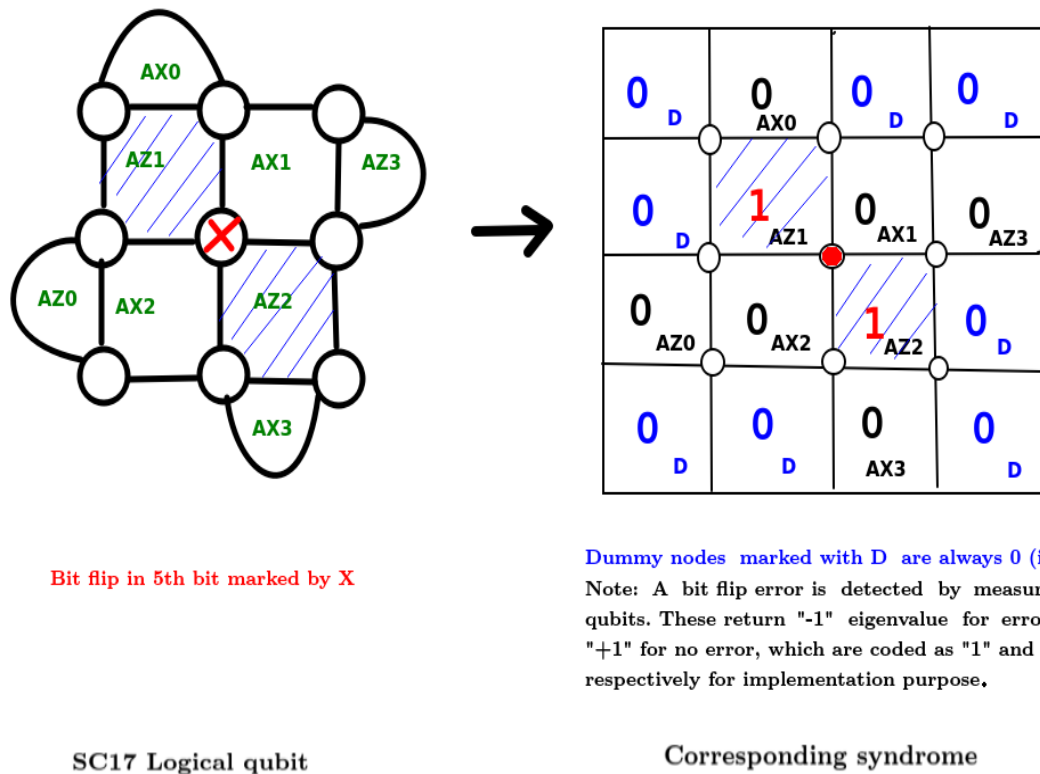 AX0
AZ1
AX1
AZ3
AZ0
AX2
AZ2
AX3
0 D 0 AX0 0 D 0 D
0 D 1 AZ1 0 AX1 0 AZ3
0 AZ0 0 AX2 1 AZ2 0 D
0 D 0 D 0 AX3 0 D
Bit flip in 5th bit marked by X
Dummy nodes marked with D are always 0 (i
Note: A bit flip error is detected by measur
qubits. These return "-1" eigenvalue for erro
"+1" for no error, which are coded as "1" and
respectively for implementation purpose.
SC17 Logical qubit
Corresponding syndrome